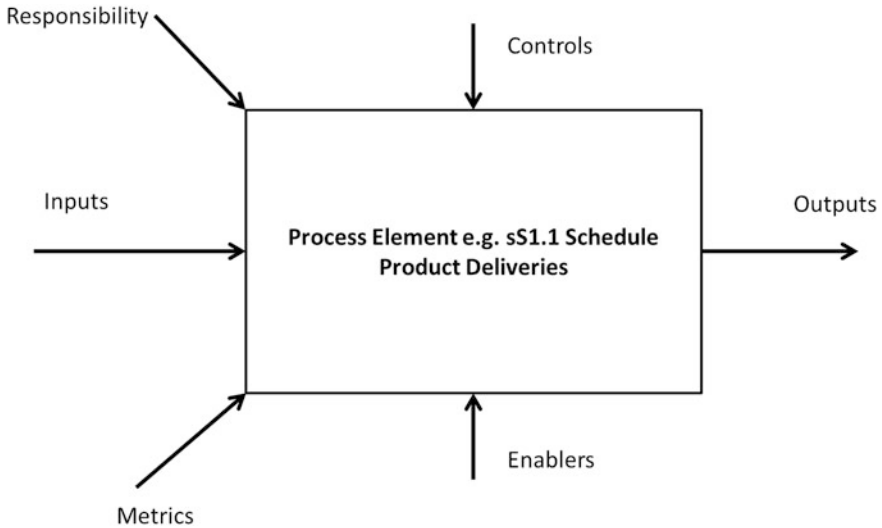 Responsibility
Controls
Inputs
Outputs
Process Element e.g. sS1.1 Schedule
Product Deliveries
Enablers
Metrics